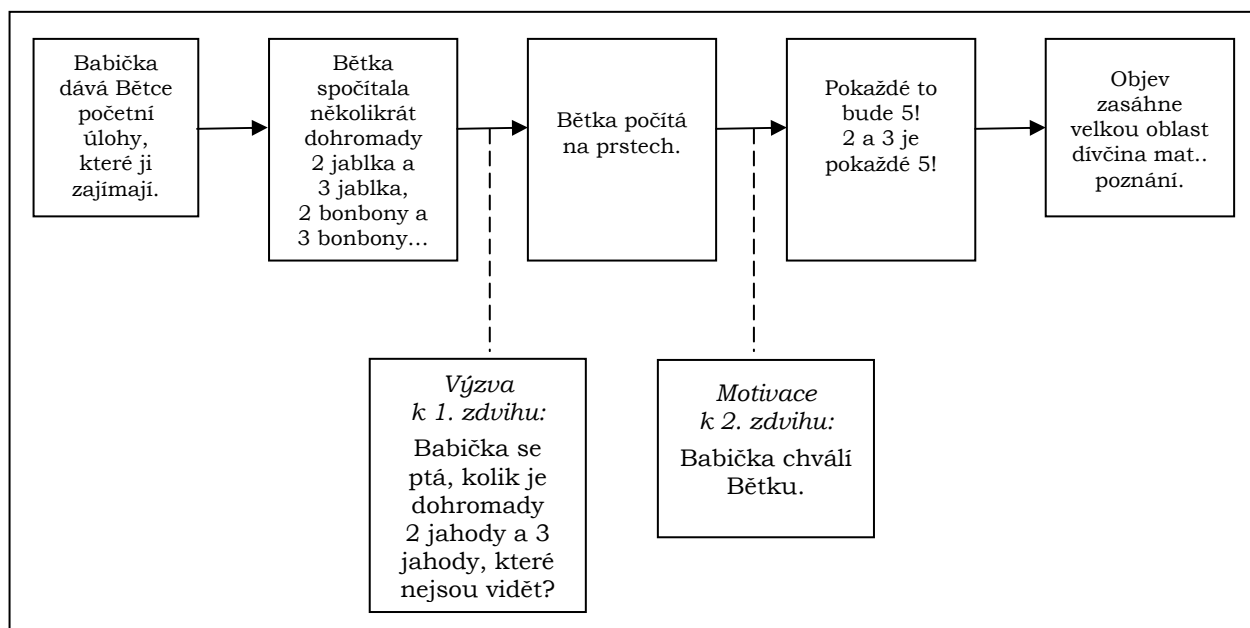 Babička
dává Bětce
početní
úlohy,
které ji
zajímají.
Bětka
spočítala
několikrát
dohromady
2 jablka a
3 jablka,
2 bonbony a
3 bonbony…
Bětka počítá
na prstech.
Pokaždé to
bude 5!
2 a 3 je
pokaždé 5!
Objev
zasáhne
velkou oblast
dívčina mat..
poznání.
Výzva
k 1. zdvihu:
Babička se
ptá, kolik je
dohromady
2 jahody a 3
jahody, které
nejsou vidět?
Motivace
k 2. zdvihu:
Babička chválí
Bětku.